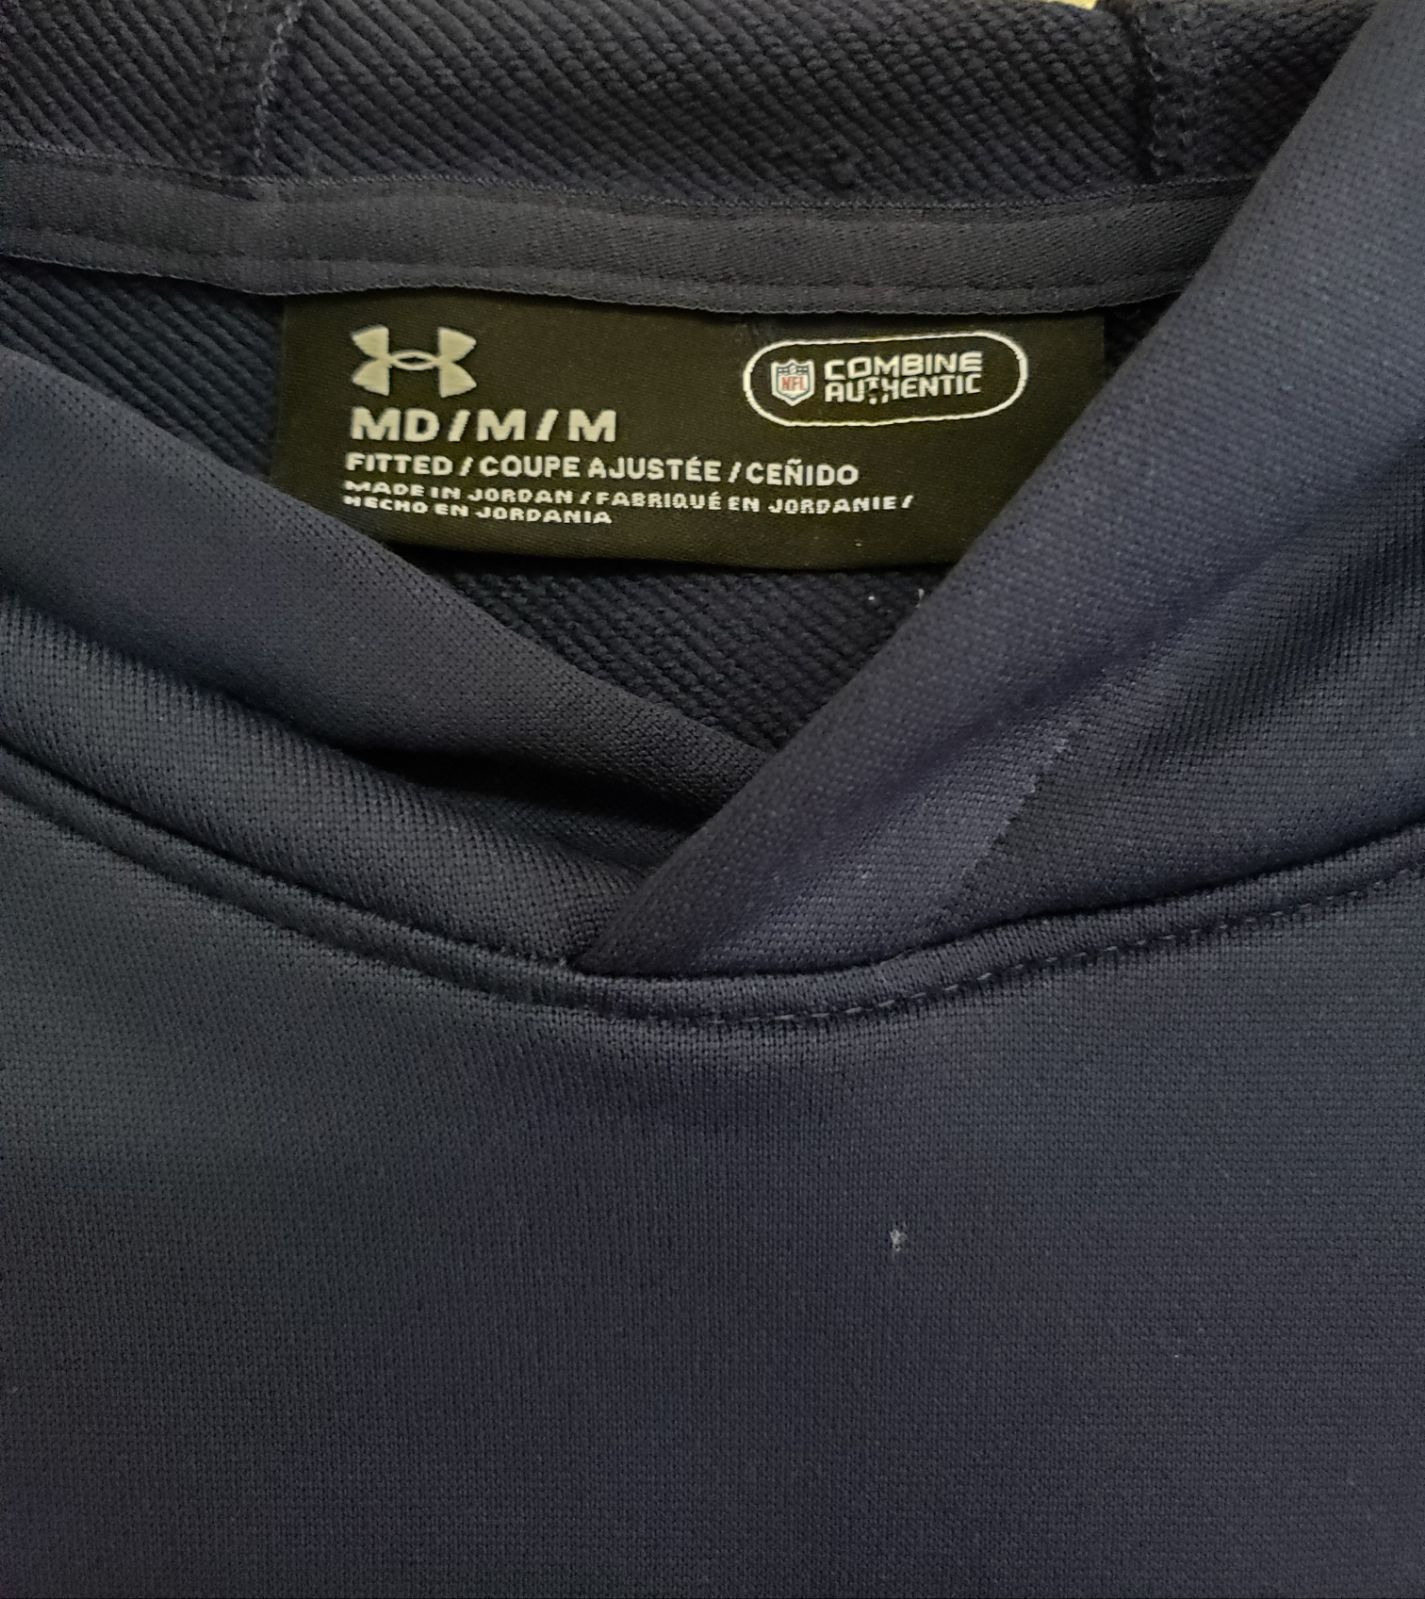 NFL
COMBINE
AUTHENTIC
MD/M/M
FITTED / COUPE AJUSTÉE / CEÑIDO
MADE IN JORDAN / FABRIQUÉ EN JORDANIE /
HECHO EN JORDANIA